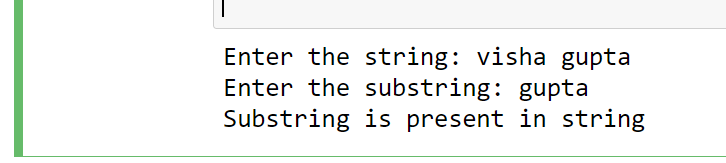 Enter the string: visha gupta
Enter the substring: gupta
Substring is present in string